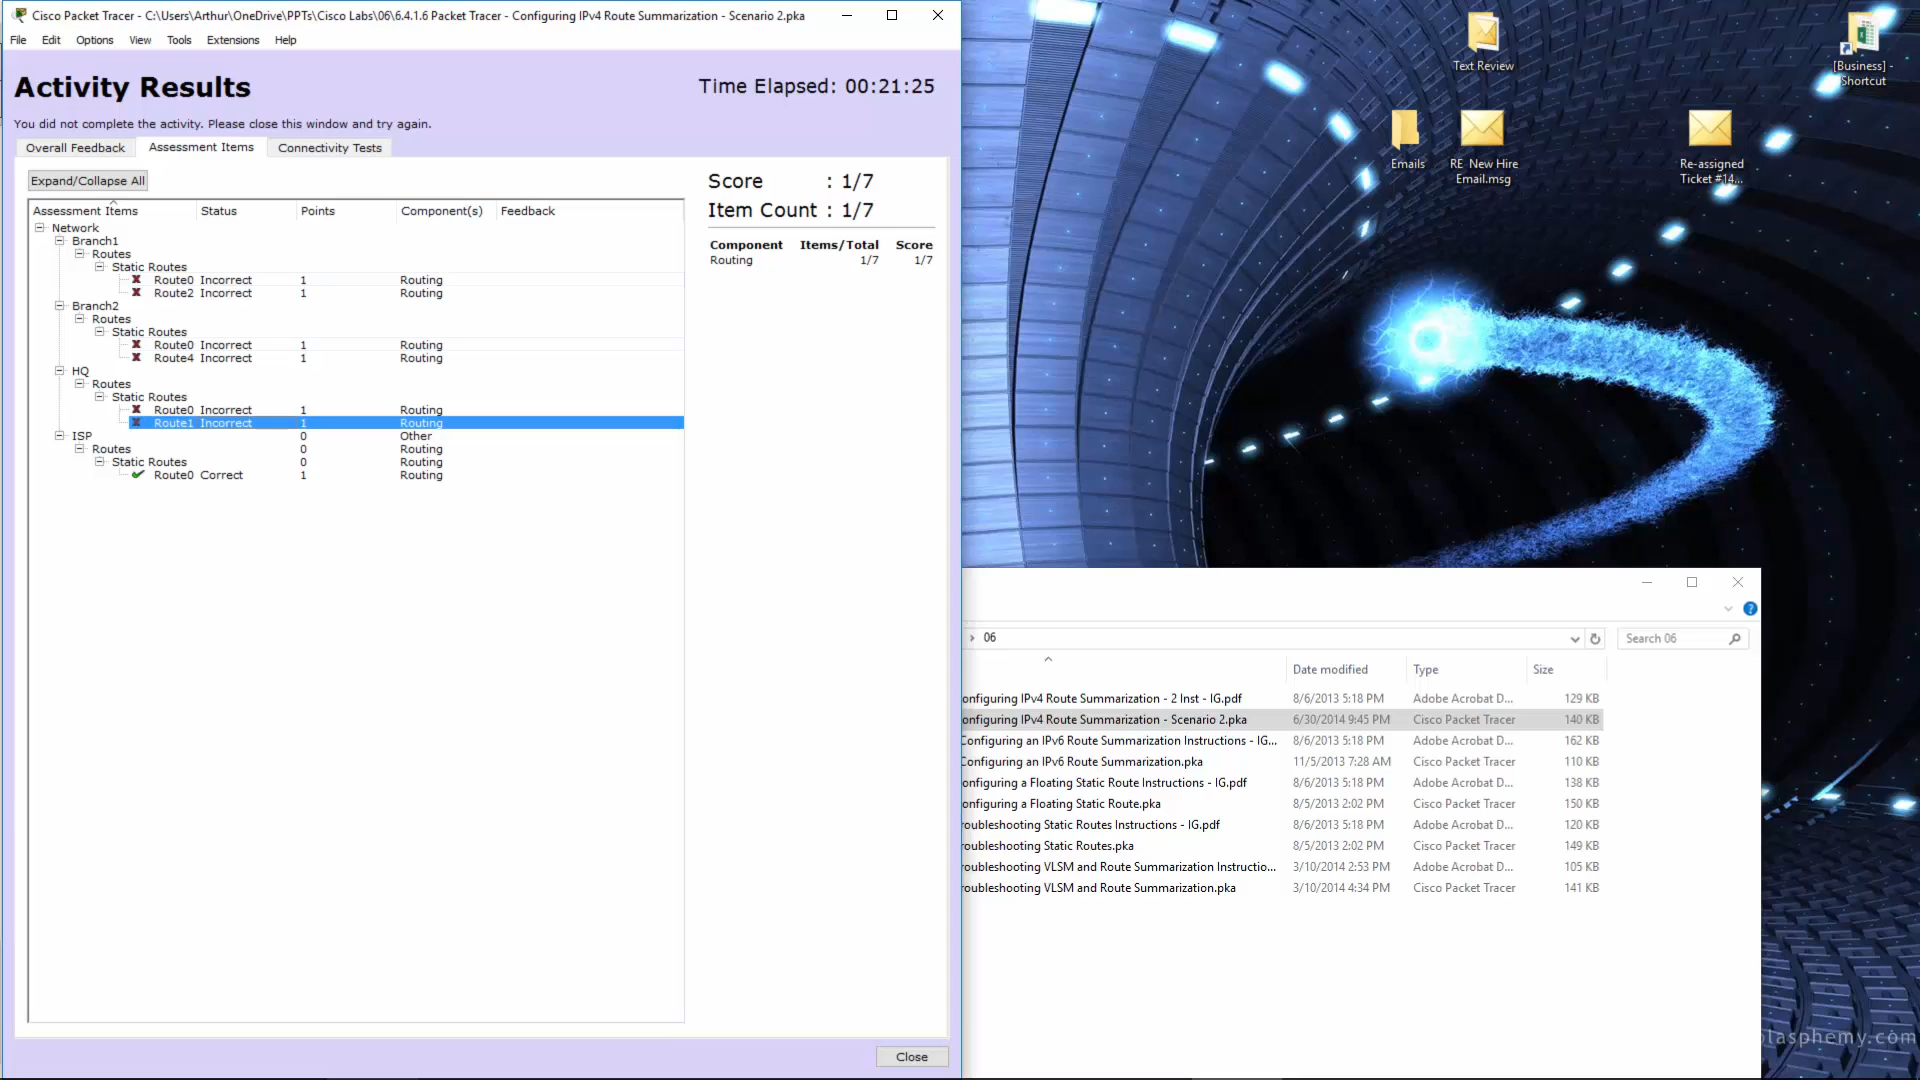 Cisco Packet Tracer - C:\Users\Arthur\OneDrive\PPTs\Cisco Labs\06\6.4.1.6 Packet Tracer - Configuring IPv4 Route Summarization - Scenario 2.pka
File Edit Options View Tools Extensions Help
Activity Results
Time Elapsed: 00:21:25
You did not complete the activity. Please close this window and try again.
Overall Feedback Assessment Items Connectivity Tests
Expand/Collapse All
Assessment Items Status Points Component(s) Feedback
Network
Branch1
Routes
Static Routes
Route0 Incorrect 1 Routing
Route2 Incorrect 1 Routing
Branch2
Routes
Static Routes
Route0 Incorrect 1 Routing
Route4 Incorrect 1 Routing
HQ
Routes
Static Routes
Route0 Incorrect 1 Routing
Route1 Incorrect 1 Routing
ISP 0 Other
Routes 0 Routing
Static Routes 0 Routing
Route0 Correct 1 Routing
Score : 1/7
Item Count : 1/7
Component Items/Total Score
Routing 1/7 1/7
Close
Text Review
[Business] -
Shortcut
Emails
RE New Hire
Email.msg
Re-assigned
Ticket #14...
06
Search 06
Date modified Type Size
onfiguring IPv4 Route Summarization - 2 Inst - IG.pdf 8/6/2013 5:18 PM Adobe Acrobat D... 129 KB
onfiguring IPv4 Route Summarization - Scenario 2.pka 6/30/2014 9:45 PM Cisco Packet Tracer 140 KB
Configuring an IPv6 Route Summarization Instructions - IG... 8/6/2013 5:18 PM Adobe Acrobat D... 162 KB
Configuring an IPv6 Route Summarization.pka 11/5/2013 7:28 AM Cisco Packet Tracer 110 KB
onfiguring a Floating Static Route Instructions - IG.pdf 8/6/2013 5:18 PM Adobe Acrobat D... 138 KB
onfiguring a Floating Static Route.pka 8/5/2013 2:02 PM Cisco Packet Tracer 150 KB
roubleshooting Static Routes Instructions - IG.pdf 8/6/2013 5:18 PM Adobe Acrobat D... 120 KB
roubleshooting Static Routes.pka 8/5/2013 2:02 PM Cisco Packet Tracer 149 KB
roubleshooting VLSM and Route Summarization Instructio... 3/10/2014 2:53 PM Adobe Acrobat D... 105 KB
roubleshooting VLSM and Route Summarization.pka 3/10/2014 4:34 PM Cisco Packet Tracer 141 KB
lasphemy.com